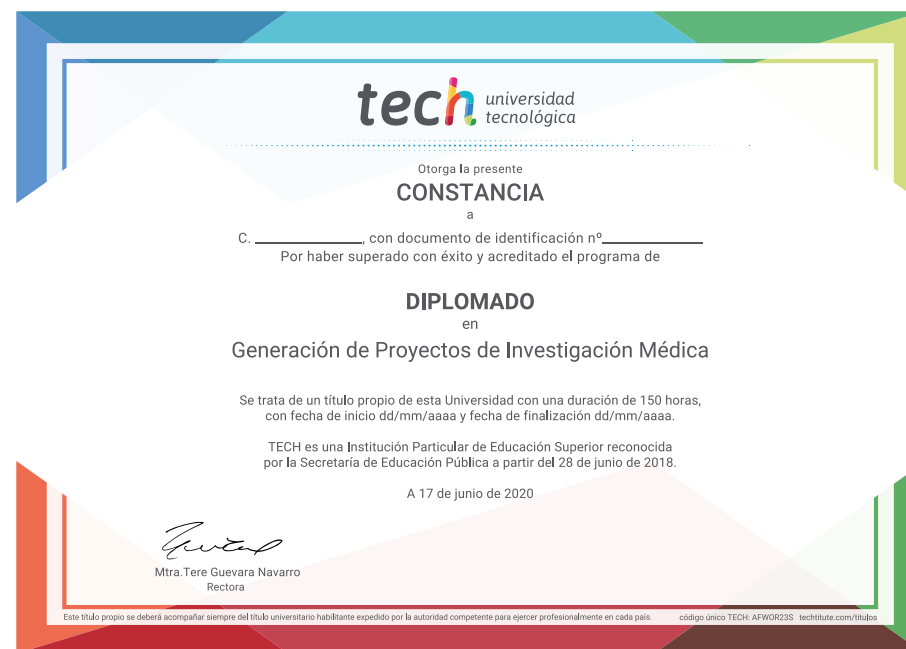 tech universidad
tecnológica
Otorga la presente
CONSTANCIA
a
C. ____________, con documento de identificación nº____________
Por haber superado con éxito y acreditado el programa de
DIPLOMADO
en
Generación de Proyectos de Investigación Médica
Se trata de un título propio de esta Universidad con una duración de 150 horas,
con fecha de inicio dd/mm/aaaa y fecha de finalización dd/mm/aaaa.
TECH es una Institución Particular de Educación Superior reconocida
por la Secretaría de Educación Pública a partir del 28 de junio de 2018.
A 17 de junio de 2020
Mtra.Tere Guevara Navarro
Rectora
Este título propio se deberá acompañar siempre del título universitario habilitante expedido por la autoridad competente para ejercer profesionalmente en cada país. código único TECH: AFWOR23S techtitute.com/titulos